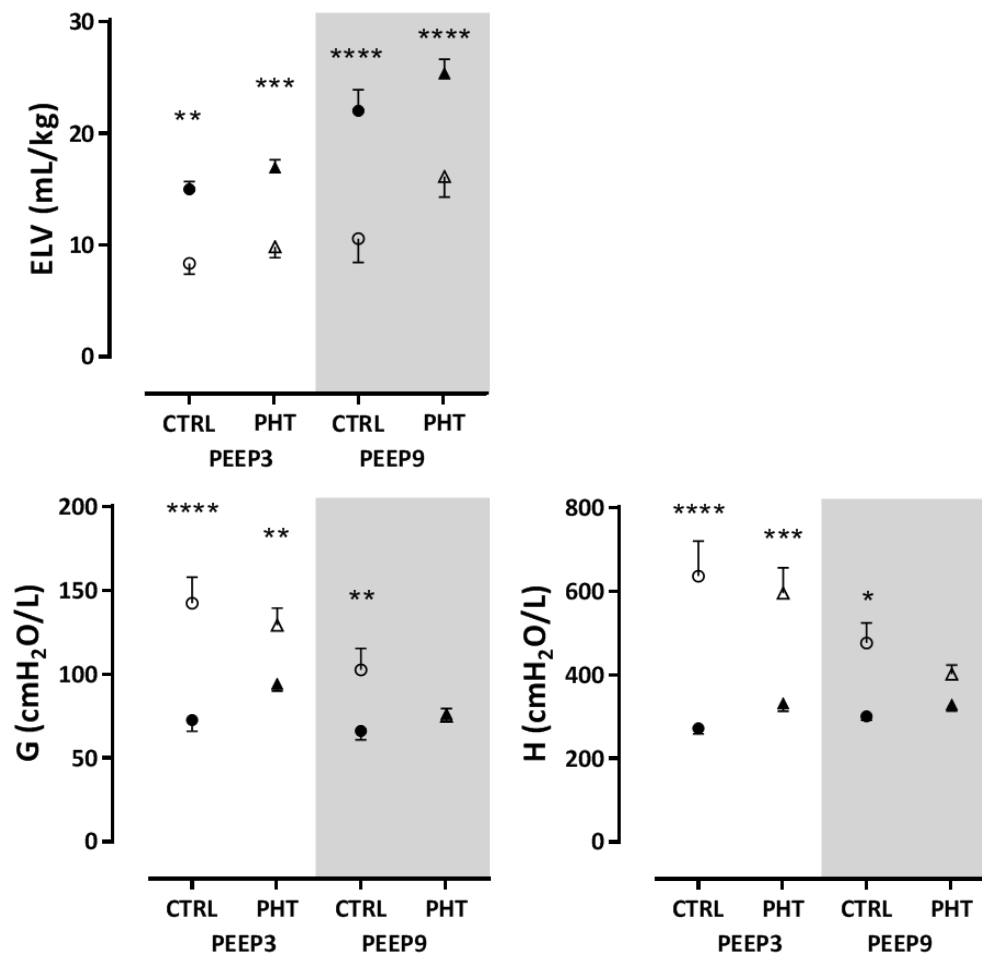 ELV (mL/kg)
30
20
10
0
**
***
****
****
CTRL PHT CTRL PHT
PEEP3 PEEP9
G (cmH₂O/L)
200
150
100
50
0
****
**
**
CTRL PHT CTRL PHT
PEEP3 PEEP9
H (cmH₂O/L)
800
600
400
200
0
****
***
*
CTRL PHT CTRL PHT
PEEP3 PEEP9